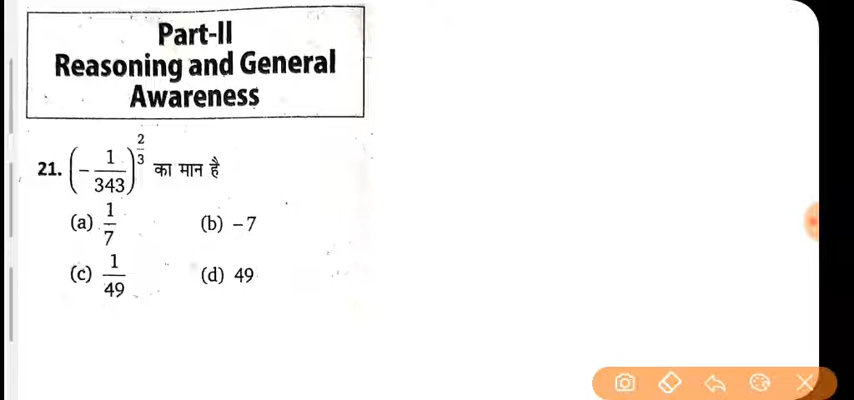 Part-II
Reasoning and General
Awareness
21. (-1/343)^(2/3) का मान है
(a) 1/7 (b) -7
(c) 1/49 (d) 49